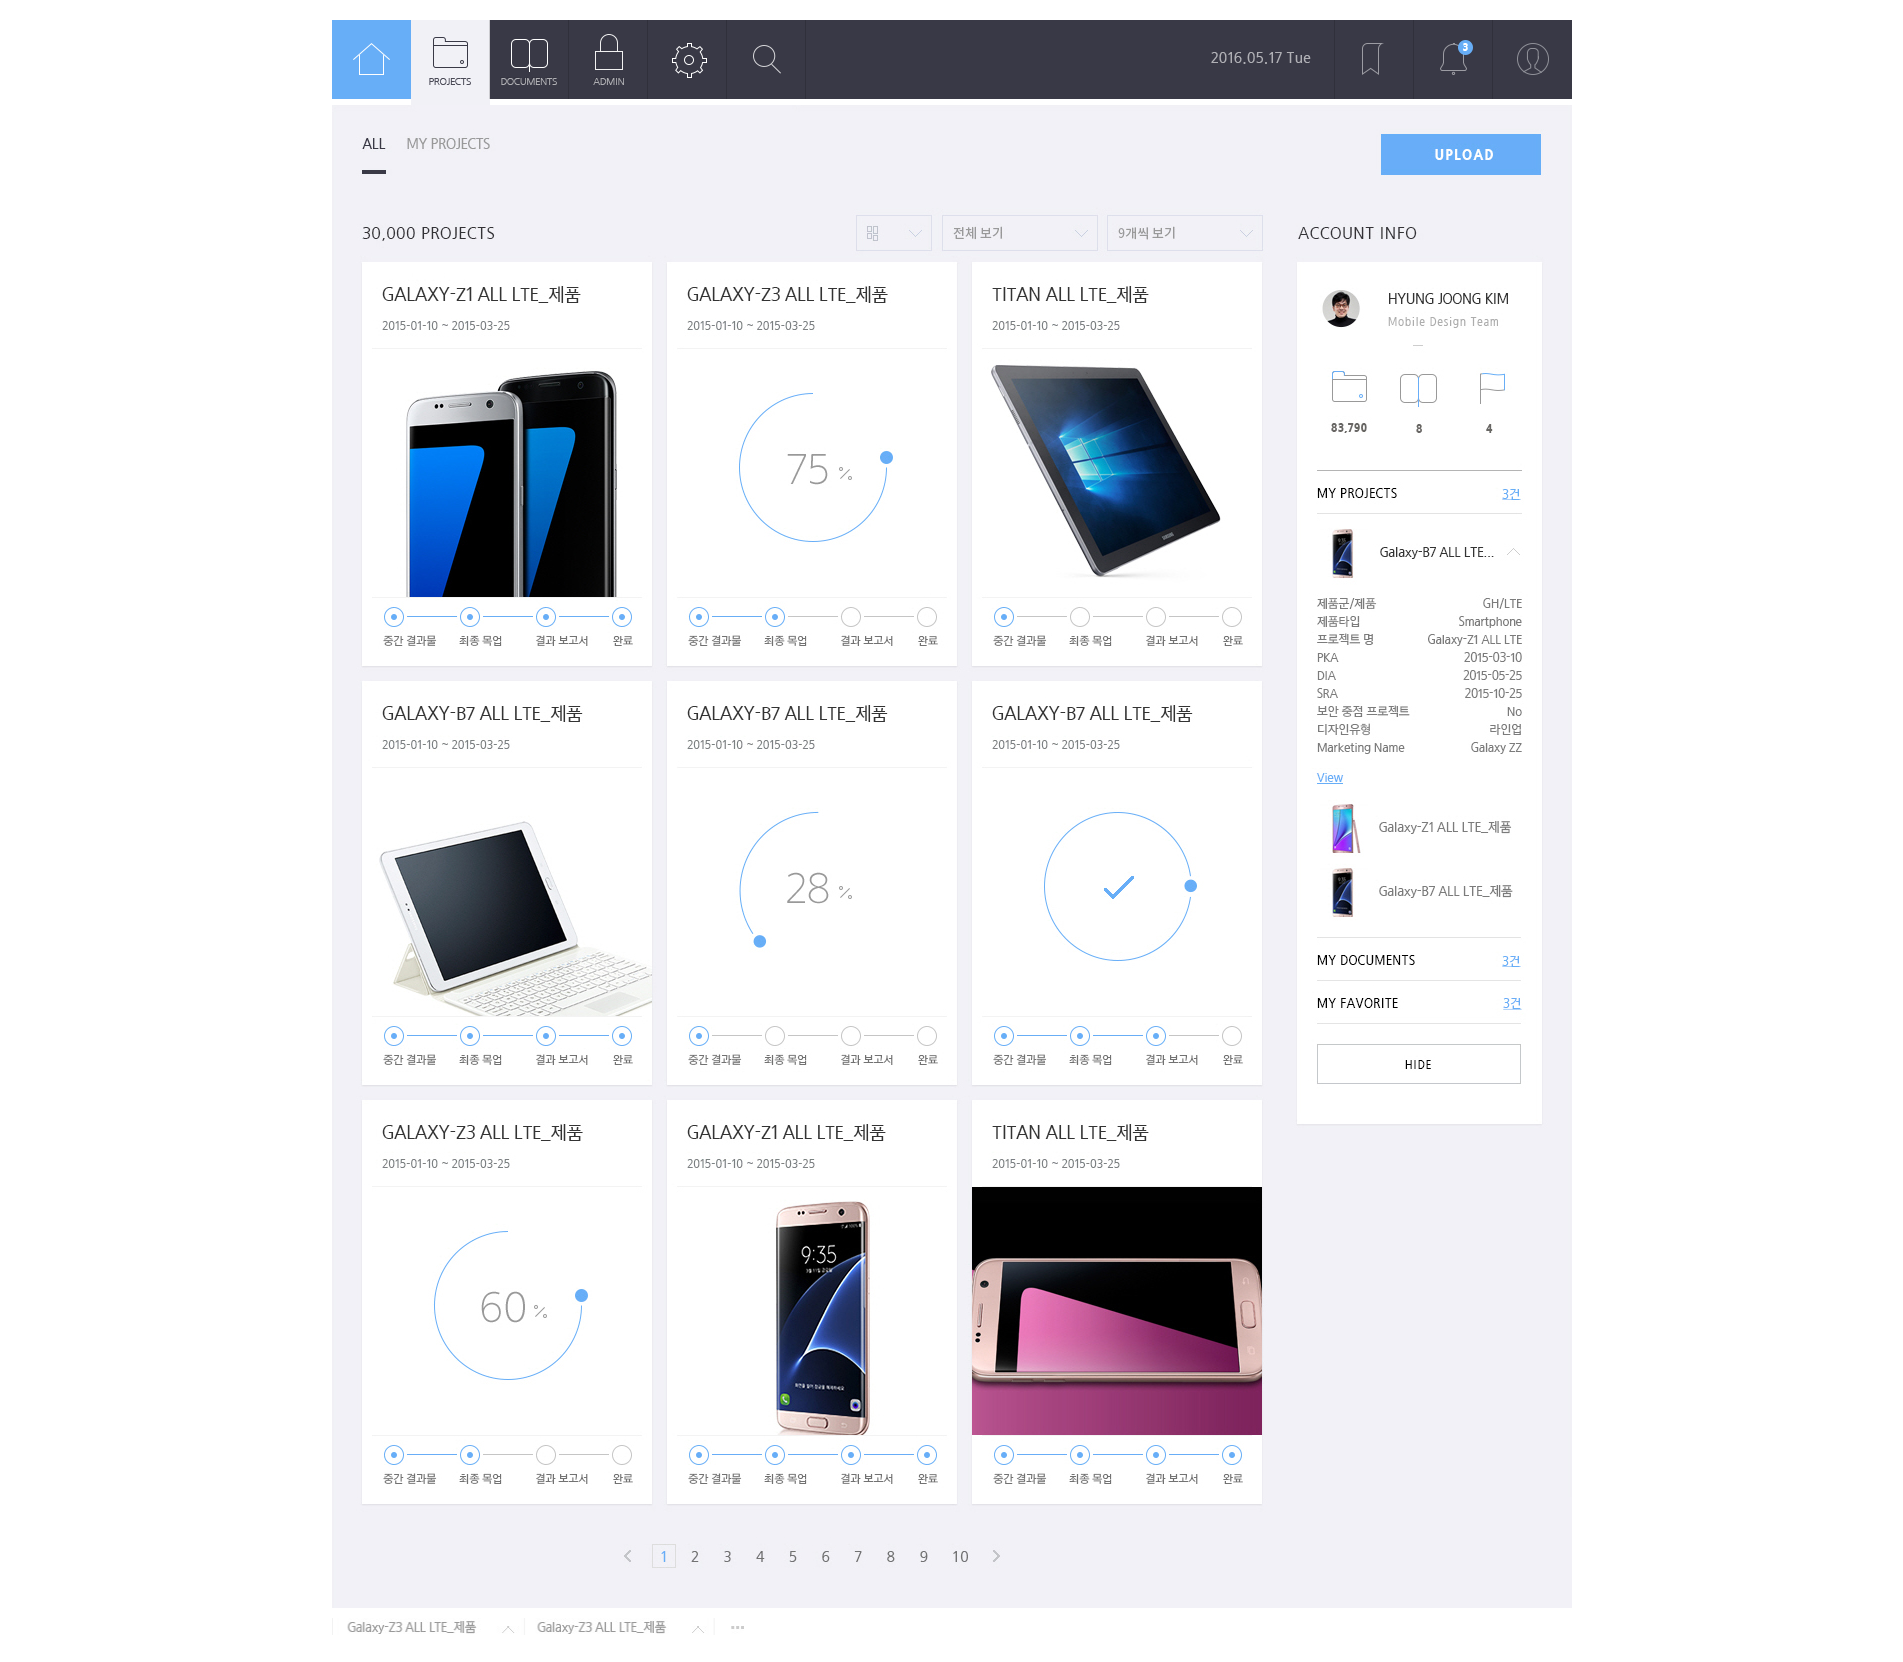 PROJECTS
DOCUMENTS
ADMIN
2016.05.17 Tue
3
ALL
MY PROJECTS
UPLOAD
30,000 PROJECTS
전체 보기
9개씩 보기
ACCOUNT INFO
GALAXY-Z1 ALL LTE_제품
2015-01-10 ~ 2015-03-25
중간 결과물 최종 목업 결과 보고서 완료
GALAXY-Z3 ALL LTE_제품
2015-01-10 ~ 2015-03-25
75 %
중간 결과물 최종 목업 결과 보고서 완료
TITAN ALL LTE_제품
2015-01-10 ~ 2015-03-25
SAMSUNG
중간 결과물 최종 목업 결과 보고서 완료
GALAXY-B7 ALL LTE_제품
2015-01-10 ~ 2015-03-25
중간 결과물 최종 목업 결과 보고서 완료
GALAXY-B7 ALL LTE_제품
2015-01-10 ~ 2015-03-25
28 %
중간 결과물 최종 목업 결과 보고서 완료
GALAXY-B7 ALL LTE_제품
2015-01-10 ~ 2015-03-25
중간 결과물 최종 목업 결과 보고서 완료
GALAXY-Z3 ALL LTE_제품
2015-01-10 ~ 2015-03-25
60 %
중간 결과물 최종 목업 결과 보고서 완료
GALAXY-Z1 ALL LTE_제품
2015-01-10 ~ 2015-03-25
9:35
중간 결과물 최종 목업 결과 보고서 완료
TITAN ALL LTE_제품
2015-01-10 ~ 2015-03-25
중간 결과물 최종 목업 결과 보고서 완료
HYUNG JOONG KIM
Mobile Design Team
83,790 8 4
MY PROJECTS 3건
Galaxy-B7 ALL LTE...
제품군/제품 GH/LTE
제품타입 Smartphone
프로젝트 명 Galaxy-Z1 ALL LTE
PKA 2015-03-10
DIA 2015-05-25
SRA 2015-10-25
보안 중점 프로젝트 No
디자인유형 라인업
Marketing Name Galaxy ZZ
View
Galaxy-Z1 ALL LTE_제품
Galaxy-B7 ALL LTE_제품
MY DOCUMENTS 3건
MY FAVORITE 3건
HIDE
1 2 3 4 5 6 7 8 9 10
Galaxy-Z3 ALL LTE_제품
Galaxy-Z3 ALL LTE_제품